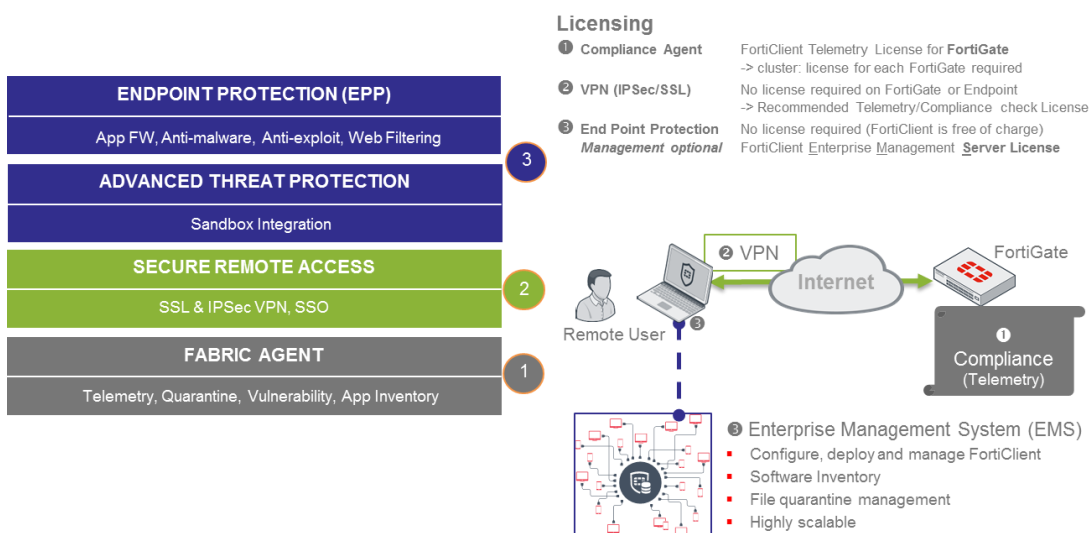 ENDPOINT PROTECTION (EPP)
App FW, Anti-malware, Anti-exploit, Web Filtering
3
ADVANCED THREAT PROTECTION
Sandbox Integration
SECURE REMOTE ACCESS
2
SSL & IPSec VPN, SSO
FABRIC AGENT
1
Telemetry, Quarantine, Vulnerability, App Inventory
Licensing
❶ Compliance Agent FortiClient Telemetry License for FortiGate
-> cluster: license for each FortiGate required
❷ VPN (IPSec/SSL) No license required on FortiGate or Endpoint
-> Recommended Telemetry/Compliance check License
❸ End Point Protection No license required (FortiClient is free of charge)
Management optional FortiClient Enterprise Management Server License
❷ VPN
Internet
FortiGate
Remote User
❸
❶
Compliance
(Telemetry)
❸ Enterprise Management System (EMS)
▪ Configure, deploy and manage FortiClient
▪ Software Inventory
▪ File quarantine management
▪ Highly scalable